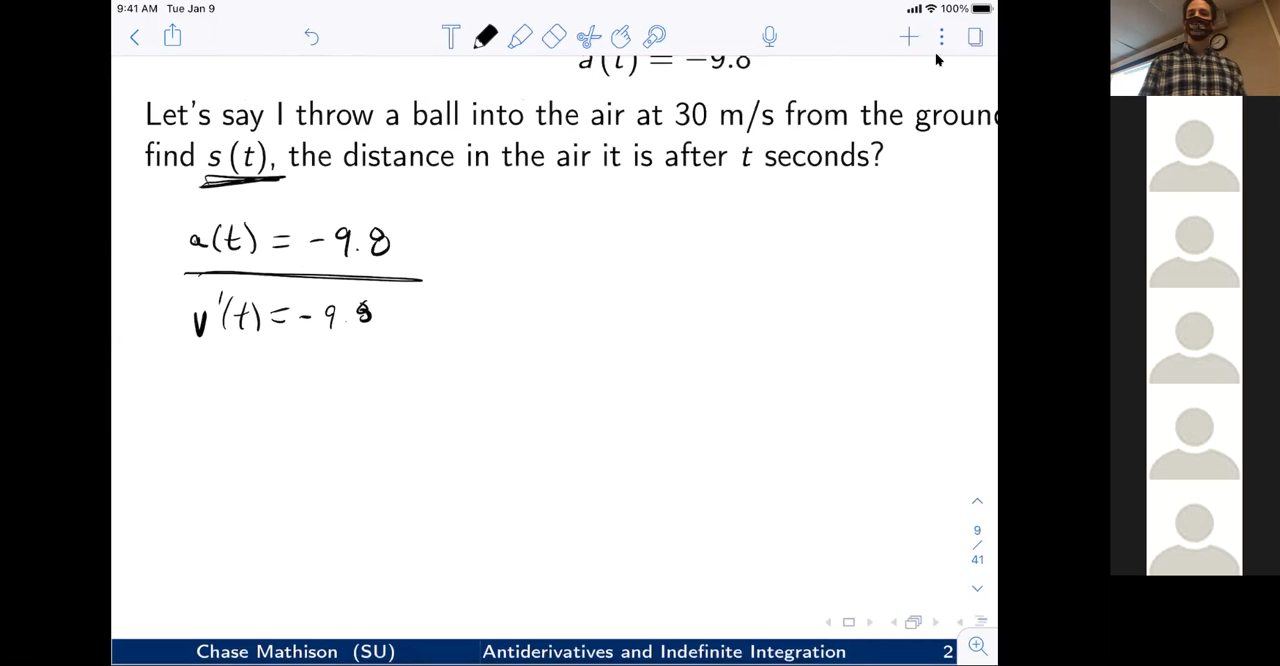 9:41 AM Tue Jan 9
100%
a(t) = −9.8
Let's say I throw a ball into the air at 30 m/s from the ground
find s(t), the distance in the air it is after t seconds?
a(t) = -9.8
v'(t) = -9.8
9
/
41
Chase Mathison (SU) Antiderivatives and Indefinite Integration 2